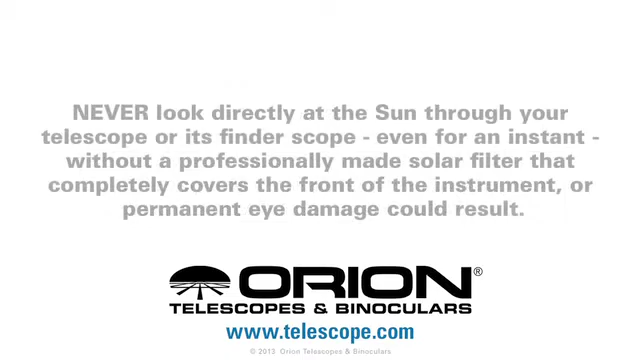 NEVER look directly at the Sun through your
telescope or its finder scope - even for an instant -
without a professionally made solar filter that
completely covers the front of the instrument, or
permanent eye damage could result.
ORION®
TELESCOPES & BINOCULARS
www.telescope.com
© 2013 Orion Telescopes & Binoculars